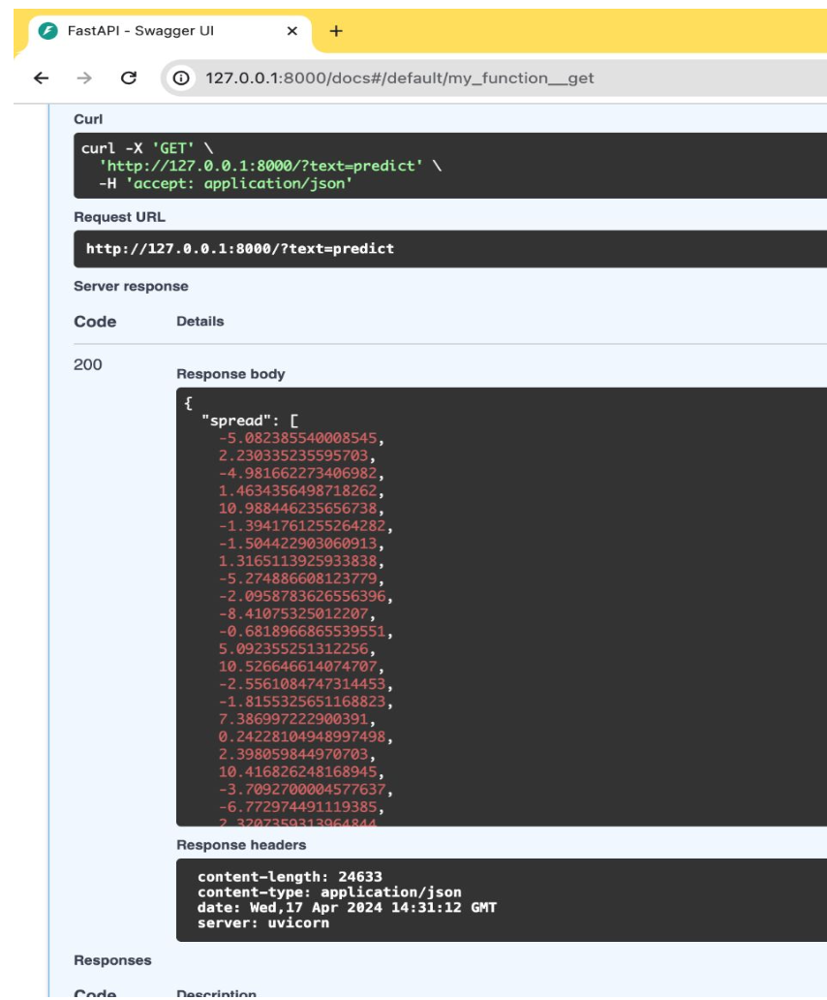 FastAPI - Swagger UI
127.0.0.1:8000/docs#/default/my_function__get
Curl
curl -X 'GET' \
'http://127.0.0.1:8000/?text=predict' \
-H 'accept: application/json'
Request URL
http://127.0.0.1:8000/?text=predict
Server response
Code Details
200
Response body
{
"spread": [
-5.082385540008545,
2.230335235595703,
-4.981662273406982,
1.4634356498718262,
10.988446235656738,
-1.3941761255264282,
-1.504422903060913,
1.3165113925933838,
-5.274886608123779,
-2.0958783626556396,
-8.41075325012207,
-0.6818966865539551,
5.092355251312256,
10.526646614074707,
-2.5561084747314453,
-1.8155325651168823,
7.386997222900391,
0.24228104948997498,
2.398059844970703,
10.416826248168945,
-3.7092700004577637,
-6.772974491119385,
2.3207359313964844
Response headers
content-length: 24633
content-type: application/json
date: Wed,17 Apr 2024 14:31:12 GMT
server: uvicorn
Responses
Code Description